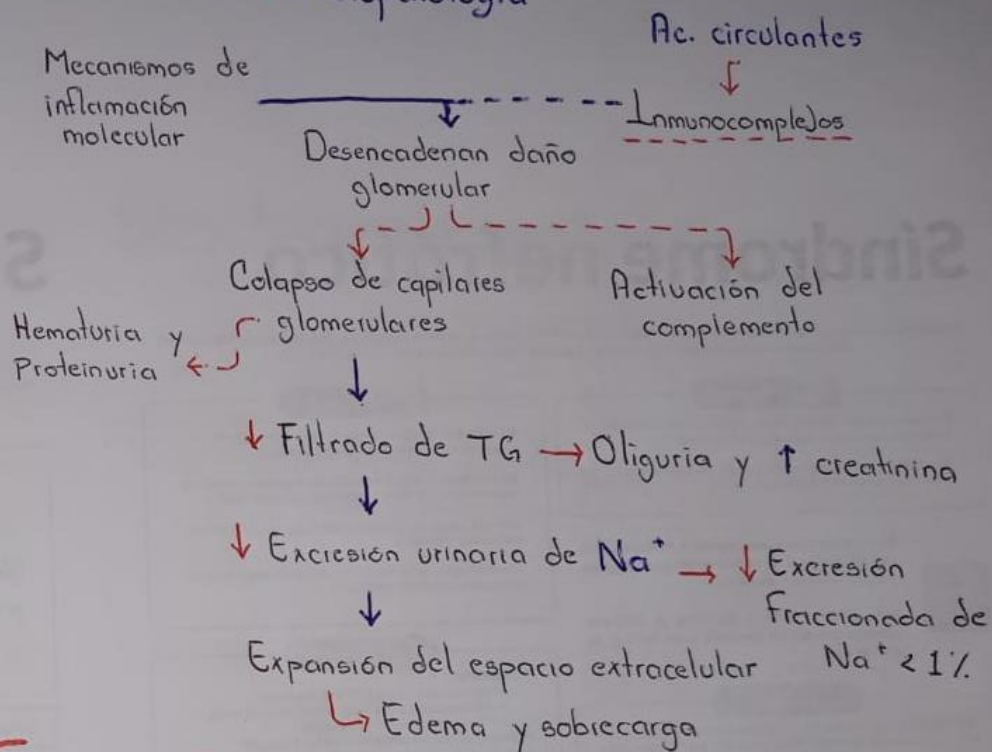 Fisiopatología
Ac. circulantes
Mecanismos de
inflamación
molecular
Inmunocomplejos
Desencadenan daño
glomerular
Colapso de capilares
glomerulares
Activación del
complemento
Hematuria y
Proteinuria
↓ Filtrado de TG → Oliguria y ↑ creatinina
↓ Excresión urinaria de Na⁺ → ↓ Excresión
Fraccionada de
Na⁺ < 1%
Expansión del espacio extracelular
Edema y sobrecarga